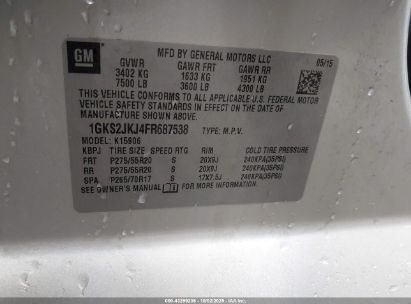 GM
MFD BY GENERAL MOTORS LLC
05/15
GVWR GAWR FRT GAWR RR
3402 KG 1633 KG 1951 KG
7500 LB 3600 LB 4300 LB
THIS VEHICLE CONFORMS TO ALL APPLICABLE U.S. FEDERAL MOTOR
VEHICLE SAFETY STANDARDS IN EFFECT ON THE DATE OF
MANUFACTURE SHOWN ABOVE.
1GKS2JKJ4FR687538 TYPE: M.P.V.
MODEL: K15906
KBPJ TIRE SIZE SPEED RTG RIM COLD TIRE PRESSURE
FRT P275/55R20 S 20X9J 240KPA(35PSI)
RR P275/55R20 S 20X9J 240KPA(35PSI)
SPA P265/70R17 S 17X7.5J 240KPA(35PSI)
SEE OWNER'S MANUAL FOR MORE INFORMATION.